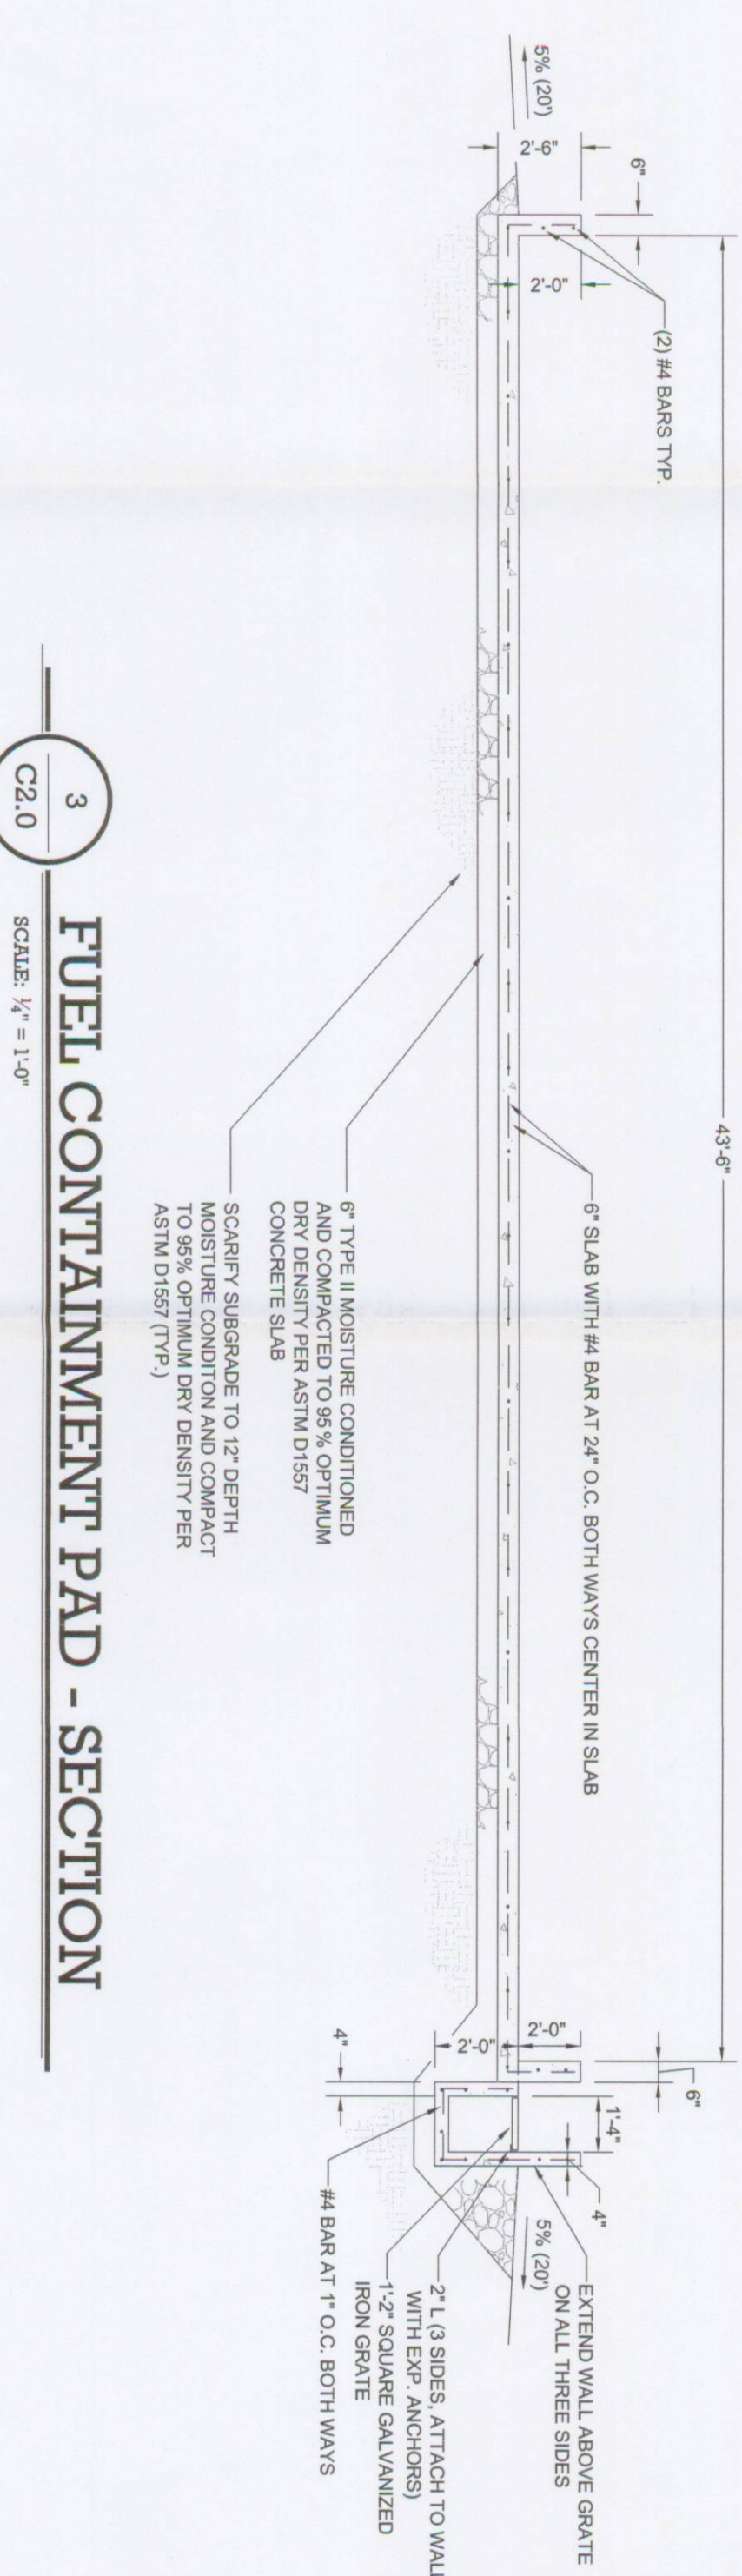 43'-6"
6"
(2) #4 BARS TYP.
2'-6"
5% (20')
2'-0"
6" SLAB WITH #4 BAR AT 24" O.C. BOTH WAYS CENTER IN SLAB
6"
2'-0"
2'-0"
1'-4"
4"
4"
5% (20')
EXTEND WALL ABOVE GRATE
ON ALL THREE SIDES
2" L (3 SIDES, ATTACH TO WALL
WITH EXP. ANCHORS)
1'-2" SQUARE GALVANIZED
IRON GRATE
#4 BAR AT 1" O.C. BOTH WAYS
6" TYPE II MOISTURE CONDITIONED
AND COMPACTED TO 95% OPTIMUM
DRY DENSITY PER ASTM D1557
CONCRETE SLAB
SCARIFY SUBGRADE TO 12" DEPTH
MOISTURE CONDITON AND COMPACT
TO 95% OPTIMUM DRY DENSITY PER
ASTM D1557 (TYP.)
3
C2.0
FUEL CONTAINMENT PAD - SECTION
SCALE: ¼" = 1'-0"